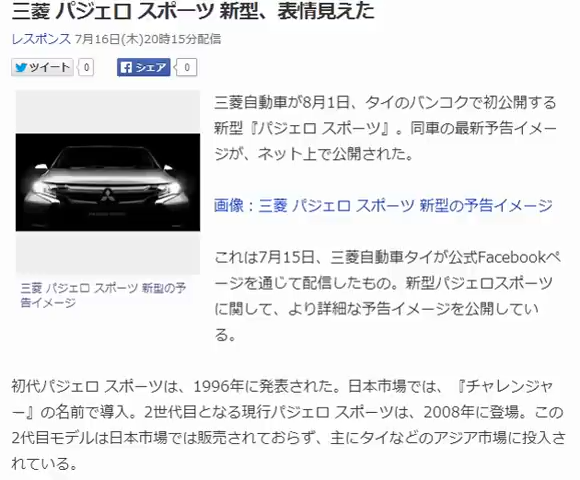 三菱 パジェロ スポーツ 新型、表情見えた
レスポンス 7月16日(木)20時15分配信
ツイート 0 シェア 0
三菱自動車が8月1日、タイのバンコクで初公開する
新型『パジェロ スポーツ』。同車の最新予告イメー
ジが、ネット上で公開された。
画像：三菱 パジェロ スポーツ 新型の予告イメージ
これは7月15日、三菱自動車タイが公式Facebookペ
ージを通じて配信したもの。新型パジェロスポーツ
に関して、より詳細な予告イメージを公開してい
る。
三菱 パジェロ スポーツ 新型の予
告イメージ
初代パジェロ スポーツは、1996年に発表された。日本市場では、『チャレンジャ
ー』の名前で導入。2世代目となる現行パジェロ スポーツは、2008年に登場。この
2代目モデルは日本市場では販売されておらず、主にタイなどのアジア市場に投入さ
れている。